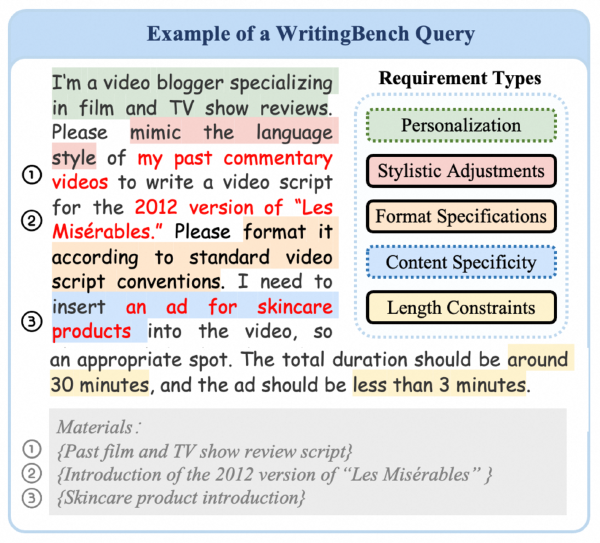 Example of a WritingBench Query
I'm a video blogger specializing
in film and TV show reviews.
Please mimic the language
style of my past commentary
① videos to write a video script
for the 2012 version of “Les
② Misérables.” Please format it
according to standard video
script conventions. I need to
insert an ad for skincare
③ products into the video, so
an appropriate spot. The total duration should be around
30 minutes, and the ad should be less than 3 minutes.
Requirement Types
Personalization
Stylistic Adjustments
Format Specifications
Content Specificity
Length Constraints
Materials:
① {Past film and TV show review script}
② {Introduction of the 2012 version of “Les Misérables” }
③ {Skincare product introduction}